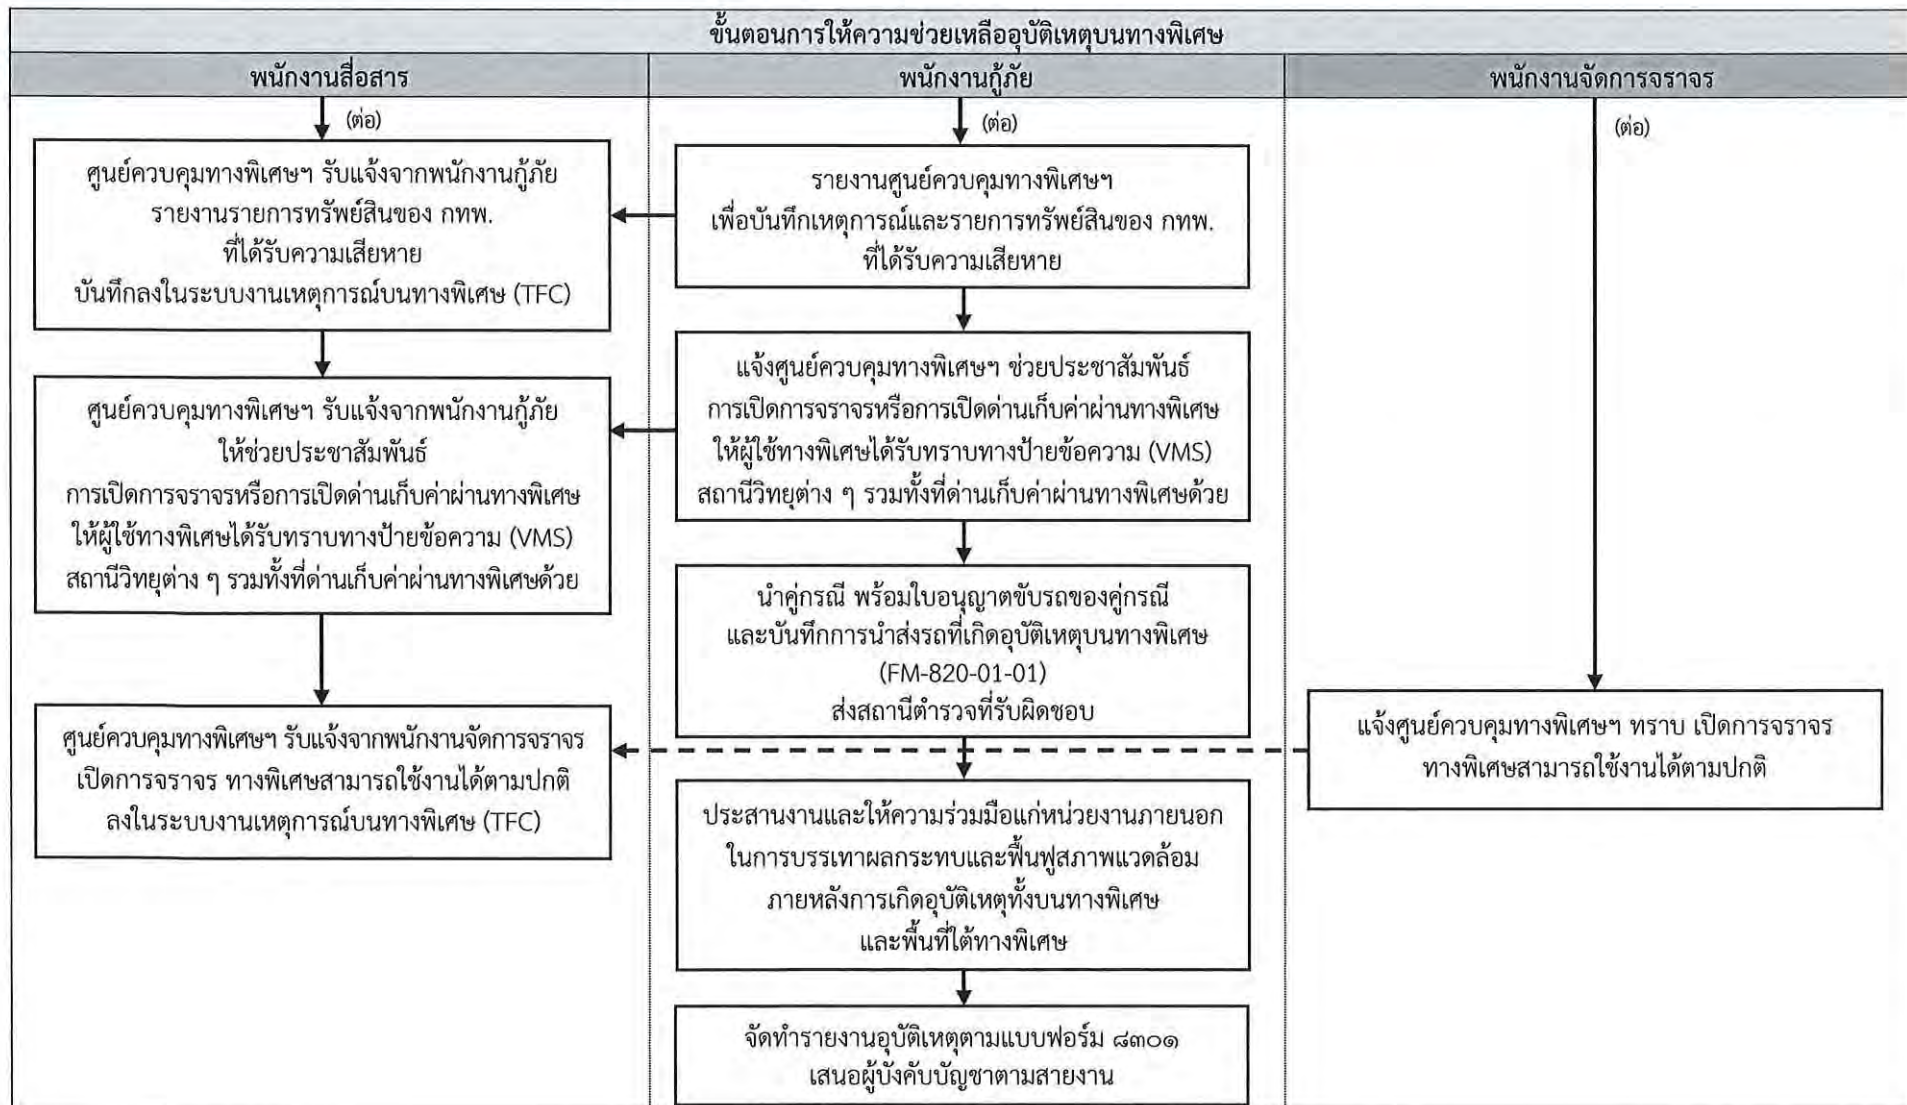 ขั้นตอนการให้ความช่วยเหลืออุบัติเหตุบนทางพิเศษ
พนักงานสื่อสาร
พนักงานกู้ภัย
พนักงานจัดการจราจร
(ต่อ)
(ต่อ)
(ต่อ)
ศูนย์ควบคุมทางพิเศษฯ รับแจ้งจากพนักงานกู้ภัย
รายงานรายการทรัพย์สินของ กทพ.
ที่ได้รับความเสียหาย
บันทึกลงในระบบงานเหตุการณ์บนทางพิเศษ (TFC)
รายงานศูนย์ควบคุมทางพิเศษฯ
เพื่อบันทึกเหตุการณ์และรายการทรัพย์สินของ กทพ.
ที่ได้รับความเสียหาย
ศูนย์ควบคุมทางพิเศษฯ รับแจ้งจากพนักงานกู้ภัย
ให้ช่วยประชาสัมพันธ์
การเปิดการจราจรหรือการเปิดด่านเก็บค่าผ่านทางพิเศษ
ให้ผู้ใช้ทางพิเศษได้รับทราบทางป้ายข้อความ (VMS)
สถานีวิทยุต่าง ๆ รวมทั้งที่ด่านเก็บค่าผ่านทางพิเศษด้วย
แจ้งศูนย์ควบคุมทางพิเศษฯ ช่วยประชาสัมพันธ์
การเปิดการจราจรหรือการเปิดด่านเก็บค่าผ่านทางพิเศษ
ให้ผู้ใช้ทางพิเศษได้รับทราบทางป้ายข้อความ (VMS)
สถานีวิทยุต่าง ๆ รวมทั้งที่ด่านเก็บค่าผ่านทางพิเศษด้วย
นำคู่กรณี พร้อมใบอนุญาตขับรถของคู่กรณี
และบันทึกการนำส่งรถที่เกิดอุบัติเหตุบนทางพิเศษ
(FM-820-01-01)
ส่งสถานีตำรวจที่รับผิดชอบ
ศูนย์ควบคุมทางพิเศษฯ รับแจ้งจากพนักงานจัดการจราจร
เปิดการจราจร ทางพิเศษสามารถใช้งานได้ตามปกติ
ลงในระบบงานเหตุการณ์บนทางพิเศษ (TFC)
แจ้งศูนย์ควบคุมทางพิเศษฯ ทราบ เปิดการจราจร
ทางพิเศษสามารถใช้งานได้ตามปกติ
ประสานงานและให้ความร่วมมือแก่หน่วยงานภายนอก
ในการบรรเทาผลกระทบและฟื้นฟูสภาพแวดล้อม
ภายหลังการเกิดอุบัติเหตุทั้งบนทางพิเศษ
และพื้นที่ใต้ทางพิเศษ
จัดทำรายงานอุบัติเหตุตามแบบฟอร์ม ๘๓๐๑
เสนอผู้บังคับบัญชาตามสายงาน